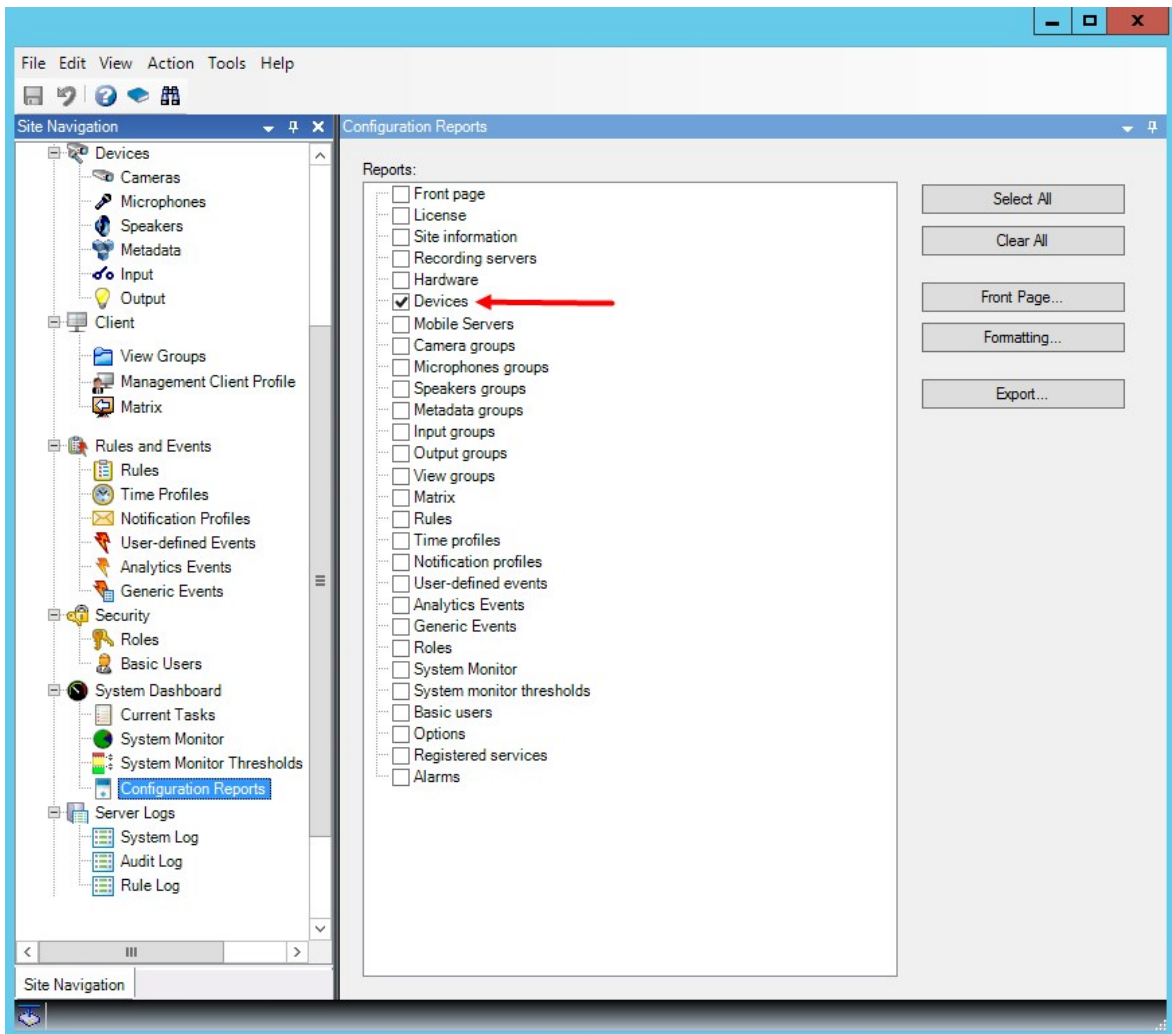 File Edit View Action Tools Help
Site Navigation
Devices
Cameras
Microphones
Speakers
Metadata
Input
Output
Client
View Groups
Management Client Profile
Matrix
Rules and Events
Rules
Time Profiles
Notification Profiles
User-defined Events
Analytics Events
Generic Events
Security
Roles
Basic Users
System Dashboard
Current Tasks
System Monitor
System Monitor Thresholds
Configuration Reports
Server Logs
System Log
Audit Log
Rule Log
Site Navigation
Configuration Reports
Reports:
Front page
License
Site information
Recording servers
Hardware
Devices
Mobile Servers
Camera groups
Microphones groups
Speakers groups
Metadata groups
Input groups
Output groups
View groups
Matrix
Rules
Time profiles
Notification profiles
User-defined events
Analytics Events
Generic Events
Roles
System Monitor
System monitor thresholds
Basic users
Options
Registered services
Alarms
Select All
Clear All
Front Page...
Formatting...
Export...